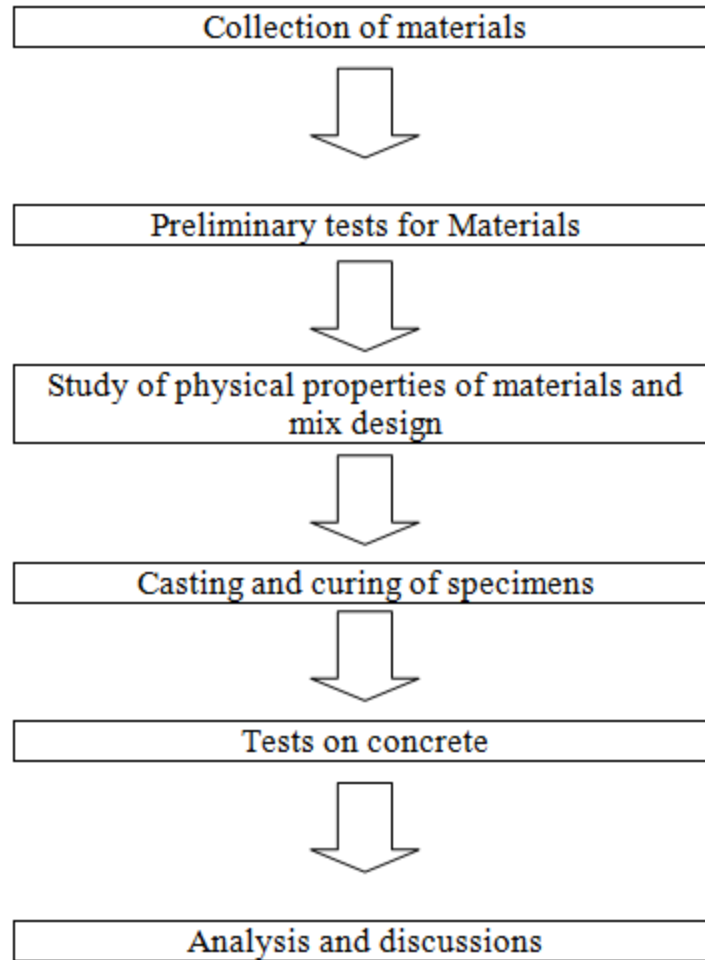 Collection of materials
Preliminary tests for Materials
Study of physical properties of materials and
mix design
Casting and curing of specimens
Tests on concrete
Analysis and discussions